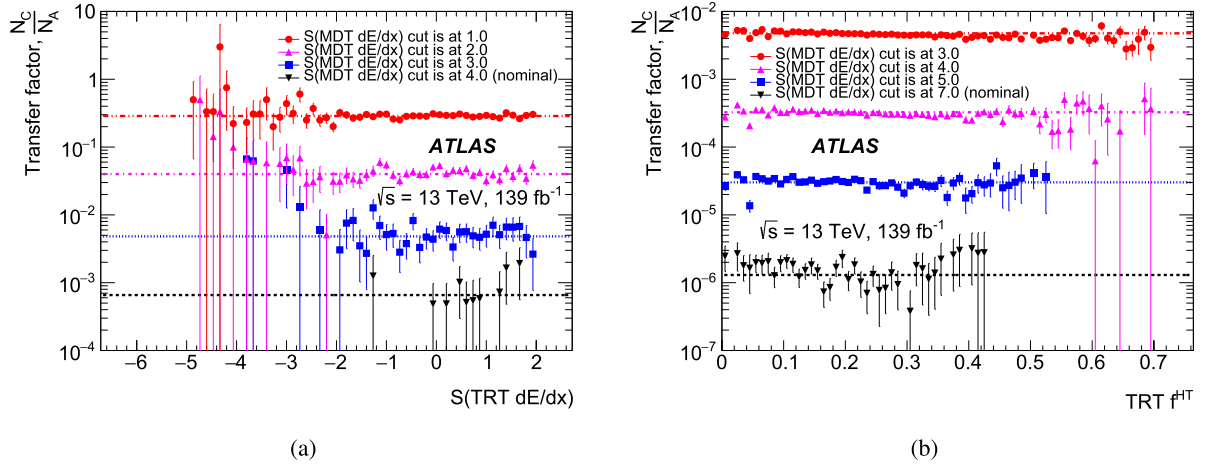 Transfer factor, N_C/N_A
10
1
10⁻¹
10⁻²
10⁻³
10⁻⁴
S(MDT dE/dx) cut is at 1.0
S(MDT dE/dx) cut is at 2.0
S(MDT dE/dx) cut is at 3.0
S(MDT dE/dx) cut is at 4.0 (nominal)
ATLAS
√s = 13 TeV, 139 fb⁻¹
−6 −5 −4 −3 −2 −1 0 1 2
S(TRT dE/dx)
(a)
Transfer factor, N_C/N_A
10⁻²
10⁻³
10⁻⁴
10⁻⁵
10⁻⁶
10⁻⁷
S(MDT dE/dx) cut is at 3.0
S(MDT dE/dx) cut is at 4.0
S(MDT dE/dx) cut is at 5.0
S(MDT dE/dx) cut is at 7.0 (nominal)
ATLAS
√s = 13 TeV, 139 fb⁻¹
0 0.1 0.2 0.3 0.4 0.5 0.6 0.7
TRT fᴴᵀ
(b)